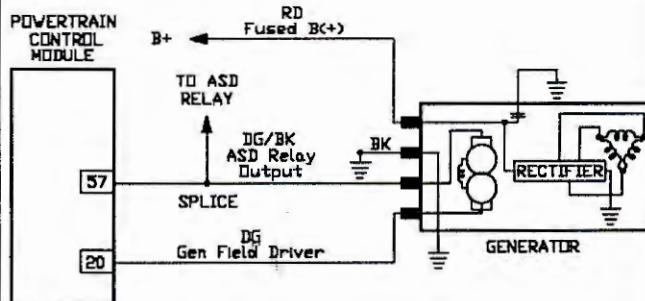 POWERTRAIN
CONTROL
MODULE
B+
RD
Fused B(+)
TO ASD
RELAY
DG/BK
ASD Relay
Output
BK
57
SPLICE
RECTIFIER
DG
Gen Field Driver
20
GENERATOR